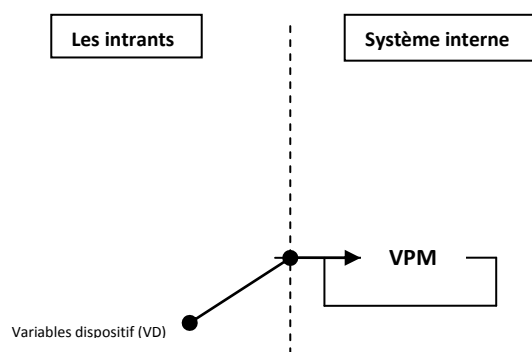 Les intrants
Système interne
VPM
Variables dispositif (VD)